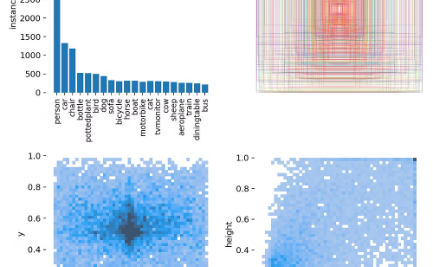 instanc
2500
2000
1500
1000
500
0
person
car
chair
bottle
pottedplant
bird
dog
sofa
bicycle
horse
boat
motorbike
cat
tvmonitor
cow
sheep
aeroplane
train
diningtable
bus
1.0
0.8
0.6
0.4
y
1.0
0.8
0.6
0.4
height